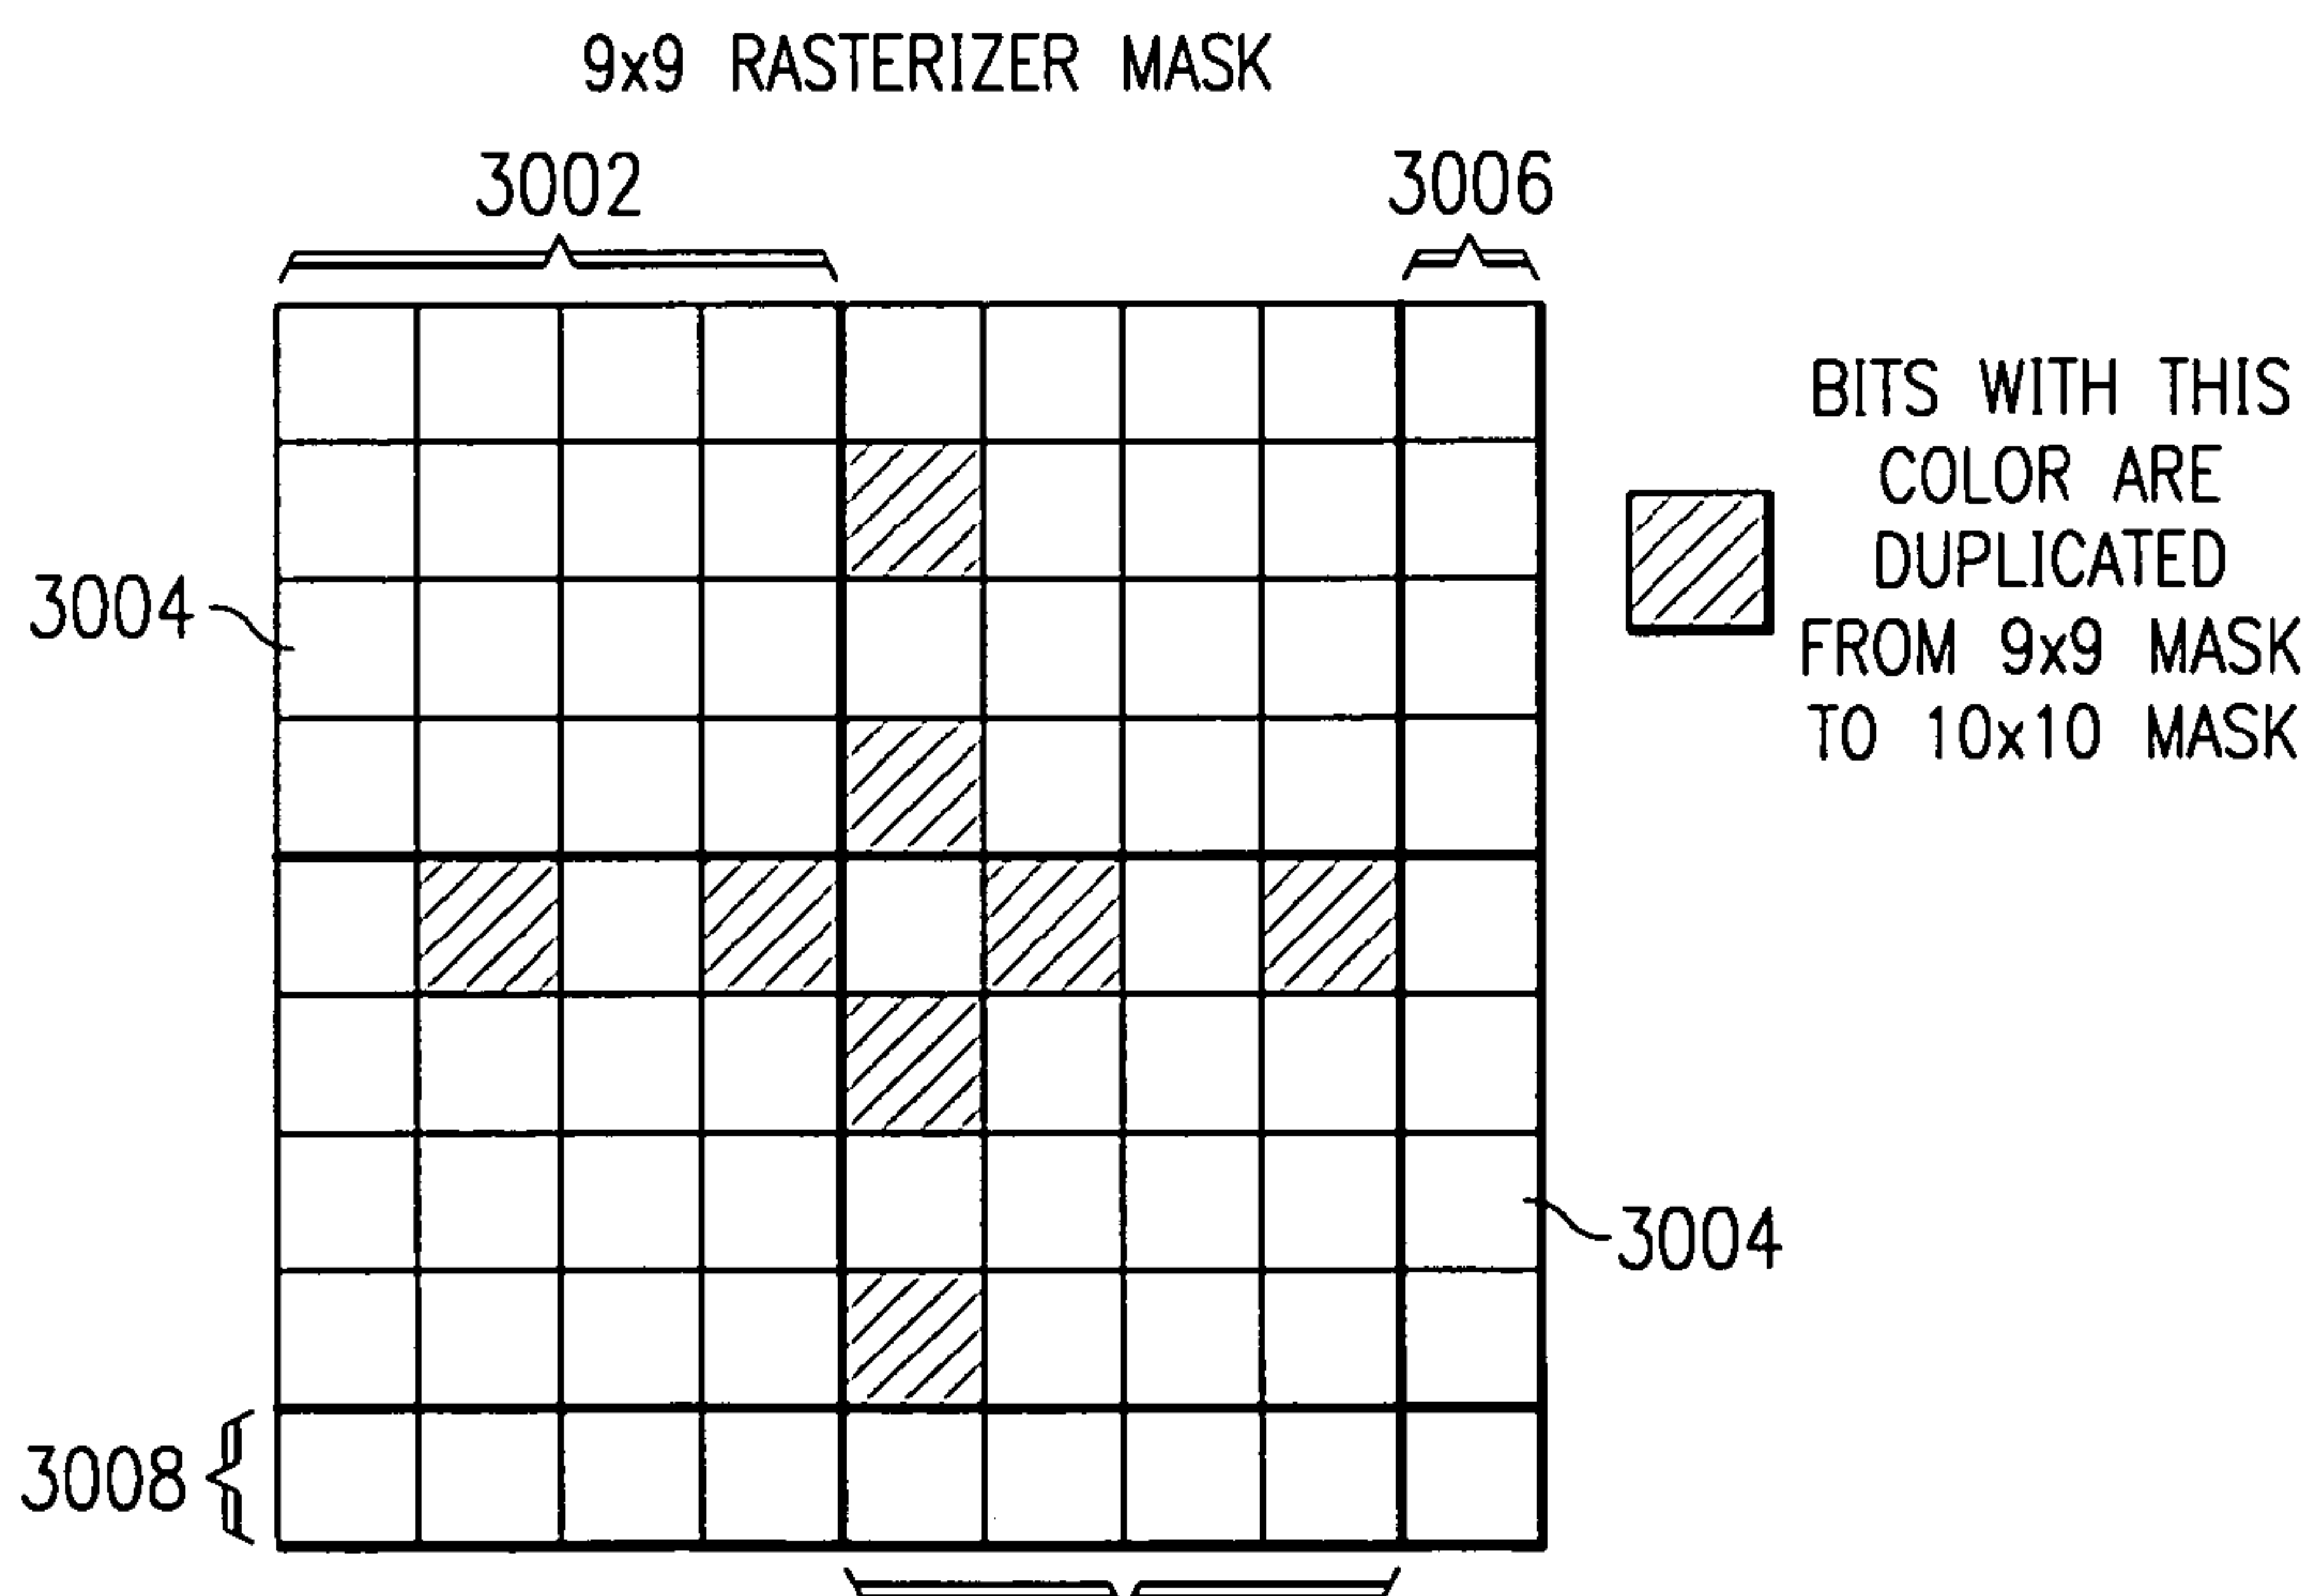 9x9 RASTERIZER MASK
3002
3006
BITS WITH THIS
COLOR ARE
DUPLICATED
FROM 9x9 MASK
TO 10x10 MASK
3004
3004
3008